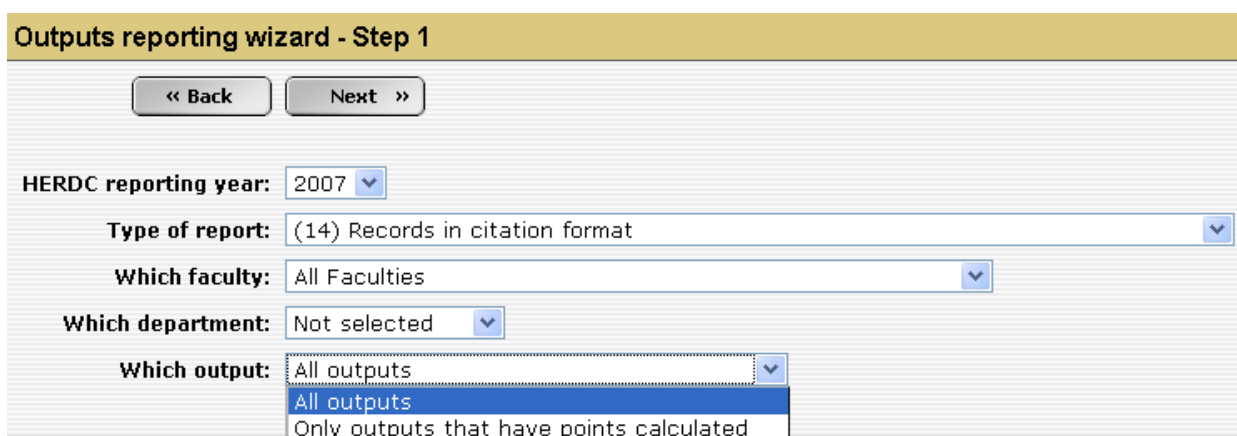 Outputs reporting wizard - Step 1
« Back Next »
HERDC reporting year: 2007
Type of report: (14) Records in citation format
Which faculty: All Faculties
Which department: Not selected
Which output: All outputs
All outputs
Only outputs that have points calculated